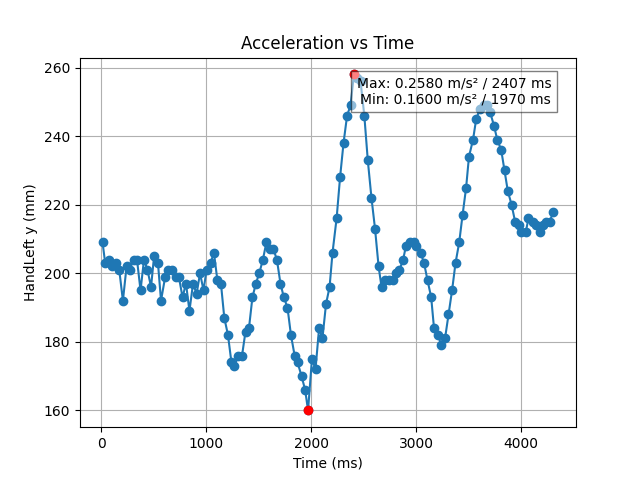 Acceleration vs Time
260
240
220
200
180
160
HandLeft y (mm)
Max: 0.2580 m/s² / 2407 ms
Min: 0.1600 m/s² / 1970 ms
0 1000 2000 3000 4000
Time (ms)